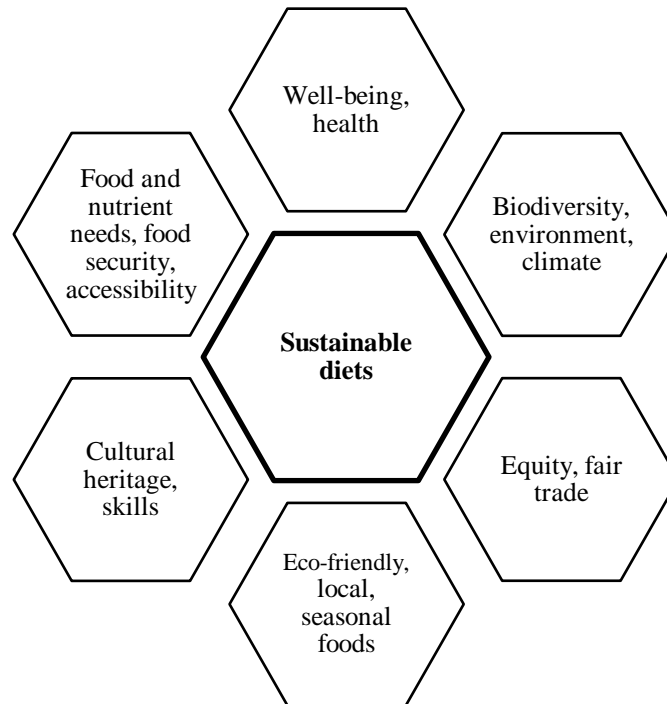 Well-being,
health
Food and
nutrient
needs, food
security,
accessibility
Biodiversity,
environment,
climate
Sustainable
diets
Cultural
heritage,
skills
Equity, fair
trade
Eco-friendly,
local,
seasonal
foods